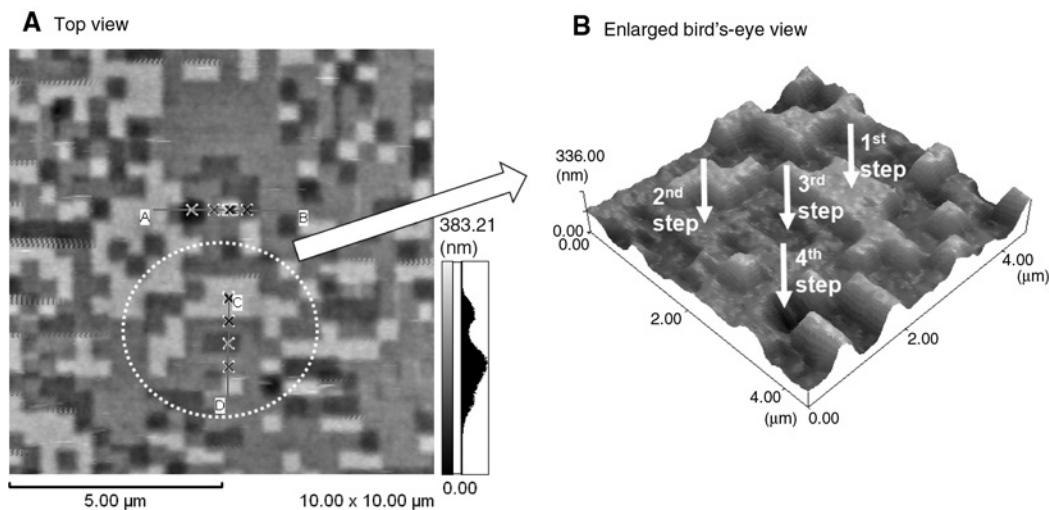 A Top view
A
B
C
D
383.21
(nm)
0.00
5.00 µm
10.00 x 10.00 µm
B Enlarged bird's-eye view
336.00
(nm)
0.00
0.00
1st
step
2nd
step
3rd
step
4th
step
2.00
4.00
(µm)
0.00
2.00
4.00
(µm)